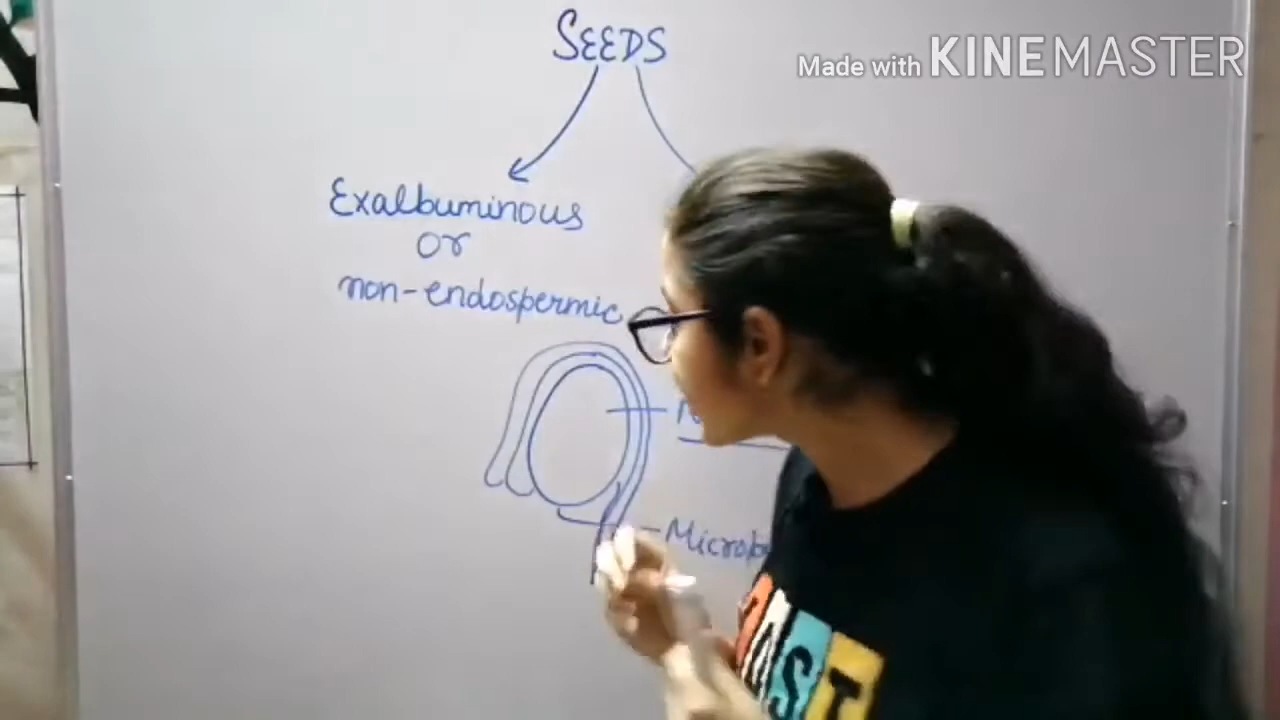 SEEDS
Made with KINEMASTER
Exalbuminous
or
non-endospermic